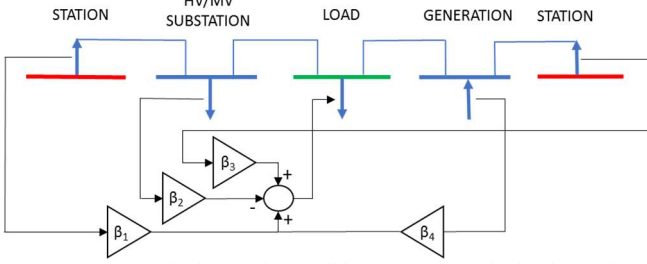 STATION
HV/MV
SUBSTATION
LOAD
GENERATION
STATION
β3
+
β2
-
+
β1
β4